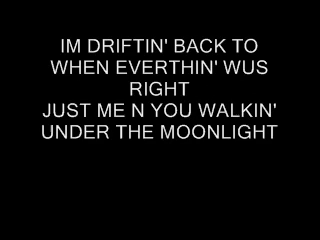 IM DRIFTIN' BACK TO
WHEN EVERTHIN' WUS
RIGHT
JUST ME N YOU WALKIN'
UNDER THE MOONLIGHT